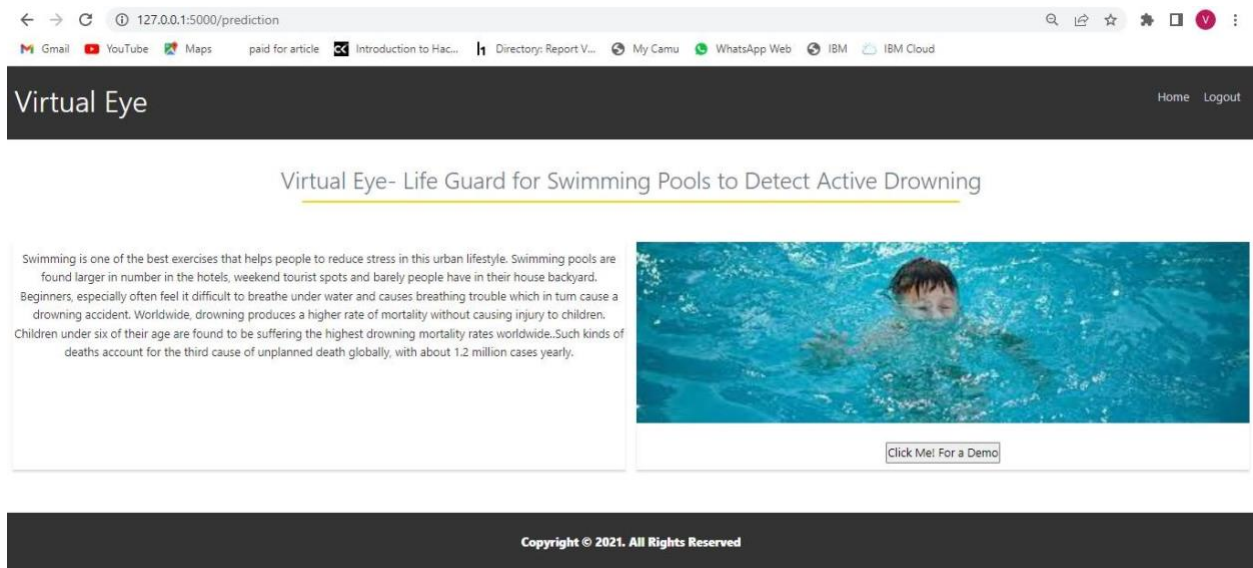 127.0.0.1:5000/prediction
Gmail YouTube Maps paid for article Introduction to Hac... Directory: Report V... My Camu WhatsApp Web IBM IBM Cloud
Virtual Eye
Home Logout
Virtual Eye- Life Guard for Swimming Pools to Detect Active Drowning
Swimming is one of the best exercises that helps people to reduce stress in this urban lifestyle. Swimming pools are
found larger in number in the hotels, weekend tourist spots and barely people have in their house backyard.
Beginners, especially often feel it difficult to breathe under water and causes breathing trouble which in turn cause a
drowning accident. Worldwide, drowning produces a higher rate of mortality without causing injury to children.
Children under six of their age are found to be suffering the highest drowning mortality rates worldwide..Such kinds of
deaths account for the third cause of unplanned death globally, with about 1.2 million cases yearly.
Click Me! For a Demo
Copyright © 2021. All Rights Reserved